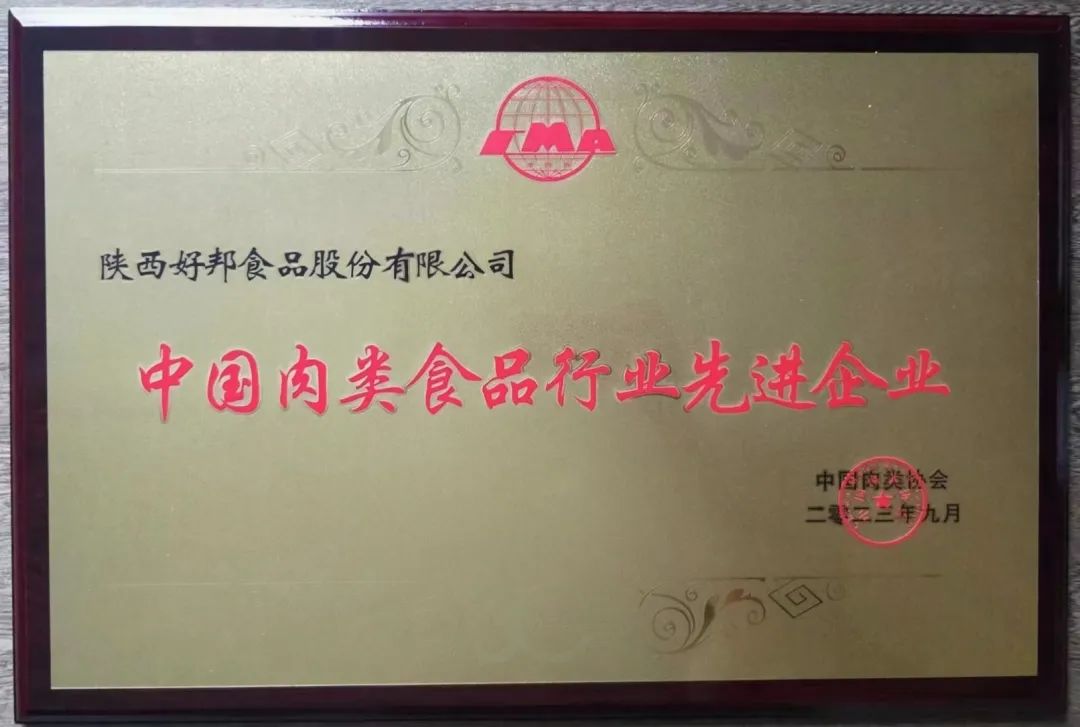 陕西好邦食品股份有限公司
中国肉类食品行业先进企业
中国肉类协会
二零二三年九月